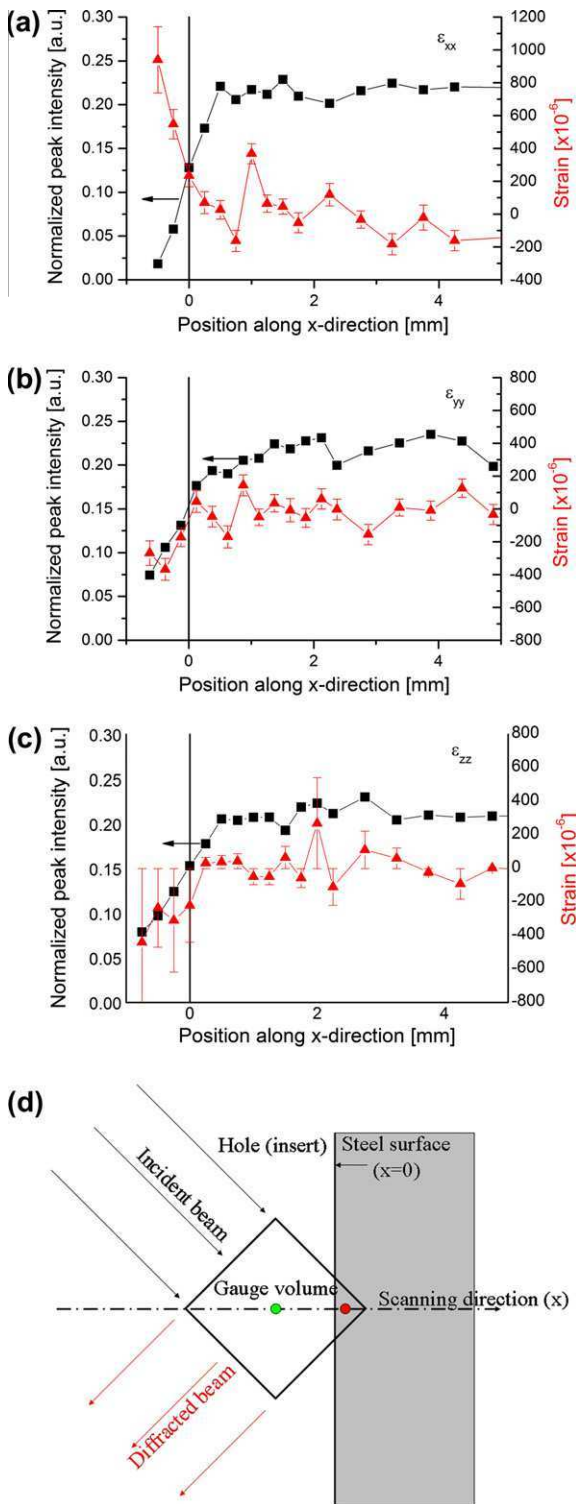 (a)
ε_xx
Normalized peak intensity [a.u.]
0.30
0.25
0.20
0.15
0.10
0.05
0.00
1200
1000
800
600
400
200
0
-200
-400
Strain [x10⁻⁶]
0 2 4
Position along x-direction [mm]
(b)
ε_yy
Normalized peak intensity [a.u.]
0.30
0.25
0.20
0.15
0.10
0.05
0.00
800
600
400
200
0
-200
-400
-600
-800
Strain [x10⁻⁶]
0 2 4
Position along x-direction [mm]
(c)
ε_zz
Normalized peak intensity [a.u.]
0.30
0.25
0.20
0.15
0.10
0.05
0.00
800
600
400
200
0
-200
-400
-600
-800
Strain [x10⁻⁶]
0 2 4
Position along x-direction [mm]
(d)
Hole (insert)
Steel surface
(x=0)
Incident beam
Gauge volume
Scanning direction (x)
Diffracted beam